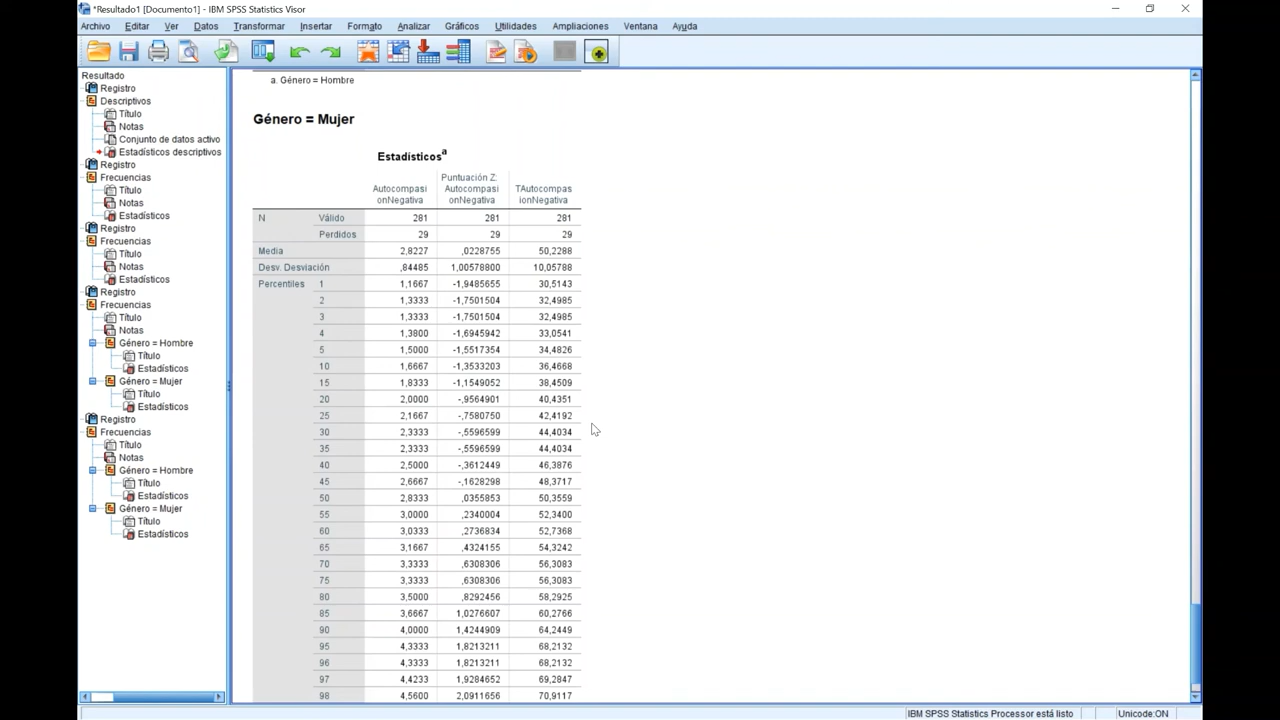 *Resultado1 [Documento1] - IBM SPSS Statistics Visor
Archivo Editar Ver Datos Transformar Insertar Formato Analizar Gráficos Utilidades Ampliaciones Ventana Ayuda
Resultado
Registro
Descriptivos
Título
Notas
Conjunto de datos activo
Estadísticos descriptivos
Registro
Frecuencias
Título
Notas
Estadísticos
Registro
Frecuencias
Título
Notas
Estadísticos
Registro
Frecuencias
Título
Notas
Género = Hombre
Título
Estadísticos
Género = Mujer
Título
Estadísticos
Registro
Frecuencias
Título
Notas
Género = Hombre
Título
Estadísticos
Género = Mujer
Título
Estadísticos
a. Género = Hombre
Género = Mujer
Estadísticosa
Autocompasi onNegativa Puntuación Z: Autocompasi onNegativa TAutocompas ionNegativa
N Válido 281 281 281
Perdidos 29 29 29
Media 2,8227 ,0228755 50,2288
Desv. Desviación ,84485 1,00578800 10,05788
Percentiles 1 1,1667 -1,9485655 30,5143
2 1,3333 -1,7501504 32,4985
3 1,3333 -1,7501504 32,4985
4 1,3800 -1,6945942 33,0541
5 1,5000 -1,5517354 34,4826
10 1,6667 -1,3533203 36,4668
15 1,8333 -1,1549052 38,4509
20 2,0000 -,9564901 40,4351
25 2,1667 -,7580750 42,4192
30 2,3333 -,5596599 44,4034
35 2,3333 -,5596599 44,4034
40 2,5000 -,3612449 46,3876
45 2,6667 -,1628298 48,3717
50 2,8333 ,0355853 50,3559
55 3,0000 ,2340004 52,3400
60 3,0333 ,2736834 52,7368
65 3,1667 ,4324155 54,3242
70 3,3333 ,6308306 56,3083
75 3,3333 ,6308306 56,3083
80 3,5000 ,8292456 58,2925
85 3,6667 1,0276607 60,2766
90 4,0000 1,4244909 64,2449
95 4,3333 1,8213211 68,2132
96 4,3333 1,8213211 68,2132
97 4,4233 1,9284652 69,2847
98 4,5600 2,0911656 70,9117
IBM SPSS Statistics Processor está listo Unicode:ON